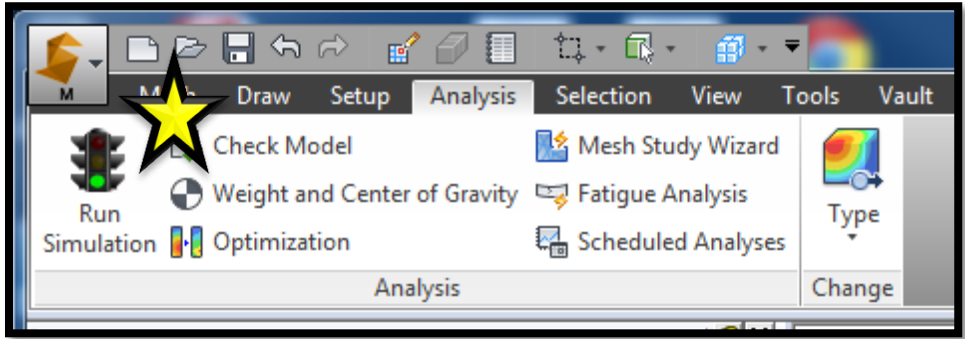 M
Draw Setup Analysis Selection View Tools Vault
Check Model
Weight and Center of Gravity
Optimization
Run
Simulation
Mesh Study Wizard
Fatigue Analysis
Scheduled Analyses
Type
Analysis
Change